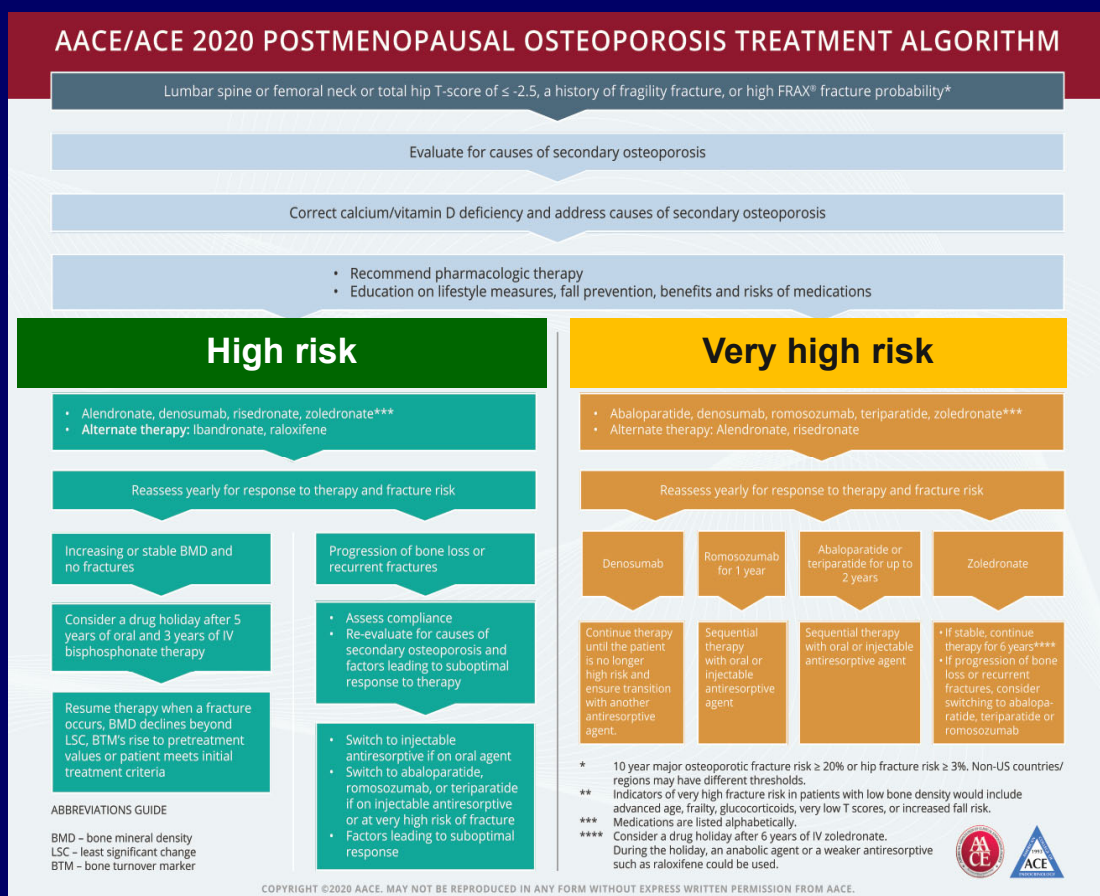 AACE/ACE 2020 POSTMENOPAUSAL OSTEOPOROSIS TREATMENT ALGORITHM
Lumbar spine or femoral neck or total hip T-score of ≤ -2.5, a history of fragility fracture, or high FRAX® fracture probability*
Evaluate for causes of secondary osteoporosis
Correct calcium/vitamin D deficiency and address causes of secondary osteoporosis
• Recommend pharmacologic therapy
• Education on lifestyle measures, fall prevention, benefits and risks of medications
High risk
• Alendronate, denosumab, risedronate, zoledronate***
• Alternate therapy: Ibandronate, raloxifene
Reassess yearly for response to therapy and fracture risk
Increasing or stable BMD and
no fractures
Consider a drug holiday after 5
years of oral and 3 years of IV
bisphosphonate therapy
Resume therapy when a fracture
occurs, BMD declines beyond
LSC, BTM's rise to pretreatment
values or patient meets initial
treatment criteria
Progression of bone loss or
recurrent fractures
• Assess compliance
• Re-evaluate for causes of
secondary osteoporosis and
factors leading to suboptimal
response to therapy
• Switch to injectable
antiresorptive if on oral agent
• Switch to abaloparatide,
romosozumab, or teriparatide
if on injectable antiresorptive
or at very high risk of fracture
• Factors leading to suboptimal
response
ABBREVIATIONS GUIDE
BMD – bone mineral density
LSC – least significant change
BTM – bone turnover marker
Very high risk
• Abaloparatide, denosumab, romosozumab, teriparatide, zoledronate***
• Alternate therapy: Alendronate, risedronate
Reassess yearly for response to therapy and fracture risk
Denosumab
Continue therapy
until the patient
is no longer
high risk and
ensure transition
with another
antiresorptive
agent.
Romosozumab
for 1 year
Sequential
therapy
with oral or
injectable
antiresorptive
agent
Abaloparatide or
teriparatide for up to
2 years
Sequential therapy
with oral or injectable
antiresorptive agent
Zoledronate
• If stable, continue
therapy for 6 years****
• If progression of bone
loss or recurrent
fractures, consider
switching to abalopa-
ratide, teriparatide or
romosozumab
* 10 year major osteoporotic fracture risk ≥ 20% or hip fracture risk ≥ 3%. Non-US countries/
regions may have different thresholds.
** Indicators of very high fracture risk in patients with low bone density would include
advanced age, frailty, glucocorticoids, very low T scores, or increased fall risk.
*** Medications are listed alphabetically.
**** Consider a drug holiday after 6 years of IV zoledronate.
During the holiday, an anabolic agent or a weaker antiresorptive
such as raloxifene could be used.
AA
CE
ACE
COPYRIGHT ©2020 AACE. MAY NOT BE REPRODUCED IN ANY FORM WITHOUT EXPRESS WRITTEN PERMISSION FROM AACE.